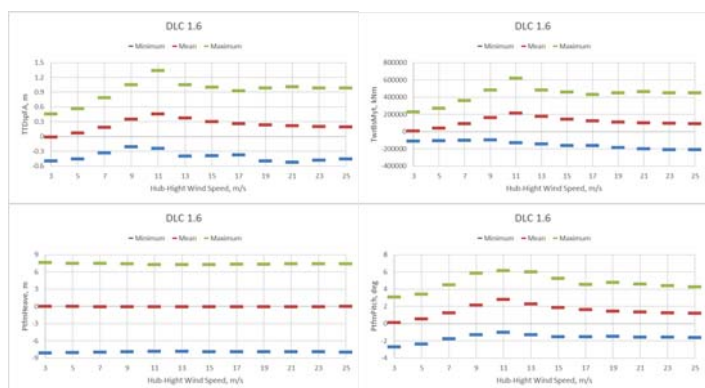 DLC 1.6
Minimum Mean Maximum
TTDspFA, m
1.5
1.2
0.9
0.6
0.3
0
-0.3
-0.6
3 5 7 9 11 13 15 17 19 21 23 25
Hub-Hight Wind Speed, m/s
DLC 1.6
Minimum Mean Maximum
TwrBsMyt, kNm
800000
600000
400000
200000
0
-200000
-400000
3 5 7 9 11 13 15 17 19 21 23 25
Hub-Hight Wind Speed, m/s
DLC 1.6
Minimum Mean Maximum
PtfmHeave, m
9
6
3
0
-3
-6
-9
3 5 7 9 11 13 15 17 19 21 23 25
Hub-Hight Wind Speed, m/s
DLC 1.6
Minimum Mean Maximum
PtfmPitch, deg
8
6
4
2
0
-2
-4
3 5 7 9 11 13 15 17 19 21 23 25
Hub-Hight Wind Speed, m/s